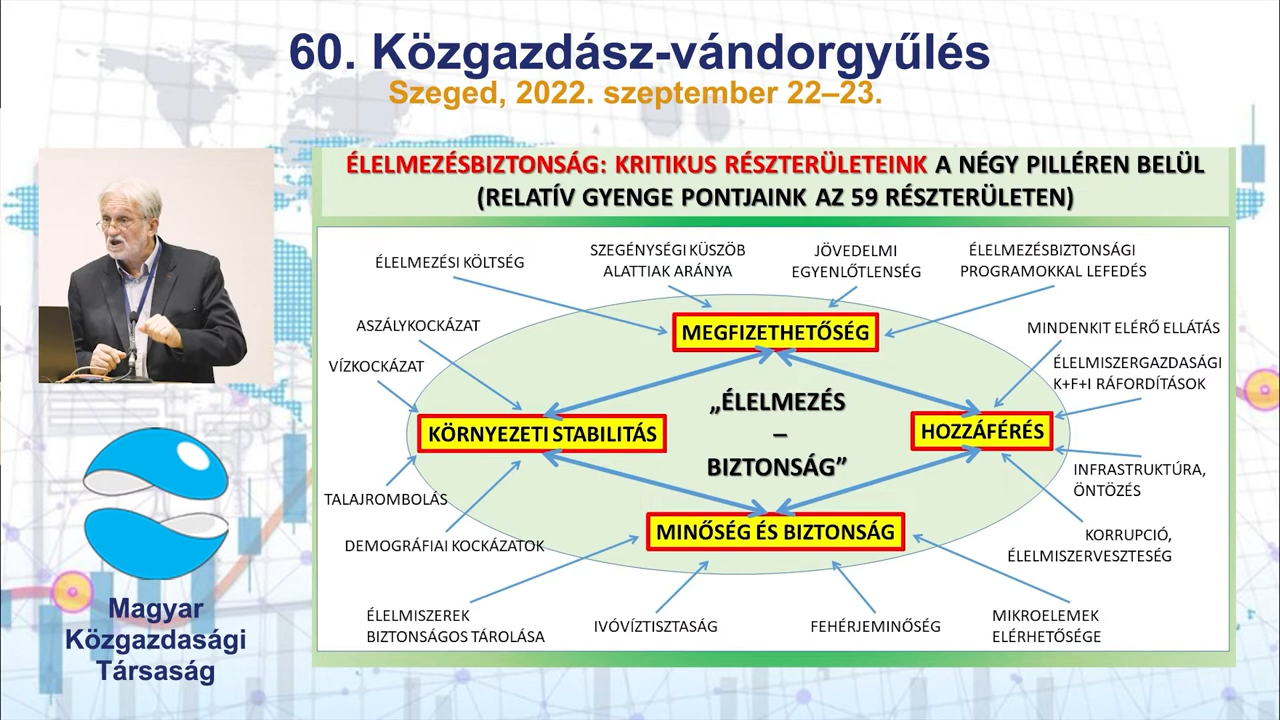 60. Közgazdász-vándorgyűlés
Szeged, 2022. szeptember 22–23.
ÉLELMEZÉSBIZTONSÁG: KRITIKUS RÉSZTERÜLETEINK A NÉGY PILLÉREN BELÜL
(RELATÍV GYENGE PONTJAINK AZ 59 RÉSZTERÜLETEN)
ÉLELMEZÉSI KÖLTSÉG
SZEGÉNYSÉGI KÜSZÖB
ALATTIAK ARÁNYA
JÖVEDELMI
EGYENLŐTLENSÉG
ÉLELMEZÉSBIZTONSÁGI
PROGRAMOKKAL LEFEDÉS
ASZÁLYKOCKÁZAT
MEGFIZETHETŐSÉG
MINDENKIT ELÉRŐ ELLÁTÁS
VÍZKOCKÁZAT
ÉLELMISZERGAZDASÁGI
K+F+I RÁFORDÍTÁSOK
„ÉLELMEZÉS
–
BIZTONSÁG”
KÖRNYEZETI STABILITÁS
HOZZÁFÉRÉS
TALAJROMBOLÁS
INFRASTRUKTÚRA,
ÖNTÖZÉS
DEMOGRÁFIAI KOCKÁZATOK
MINŐSÉG ÉS BIZTONSÁG
KORRUPCIÓ,
ÉLELMISZERVESZTESÉG
ÉLELMISZEREK
BIZTONSÁGOS TÁROLÁSA
IVÓVÍZTISZTASÁG
FEHÉRJEMINŐSÉG
MIKROELEMEK
ELÉRHETŐSÉGE
Magyar
Közgazdasági
Társaság